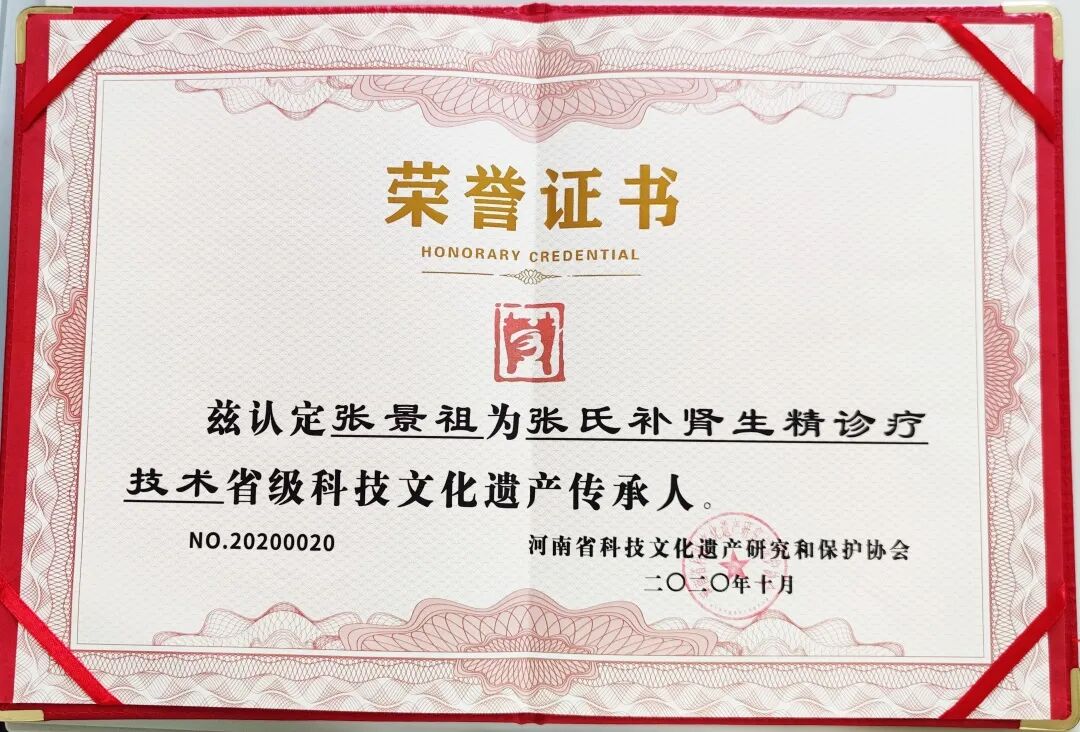 荣誉证书
HONORARY CREDENTIAL
兹认定张景祖为张氏补肾生精诊疗
技术省级科技文化遗产传承人。
NO.20200020
河南省科技文化遗产研究和保护协会
二〇二〇年十月